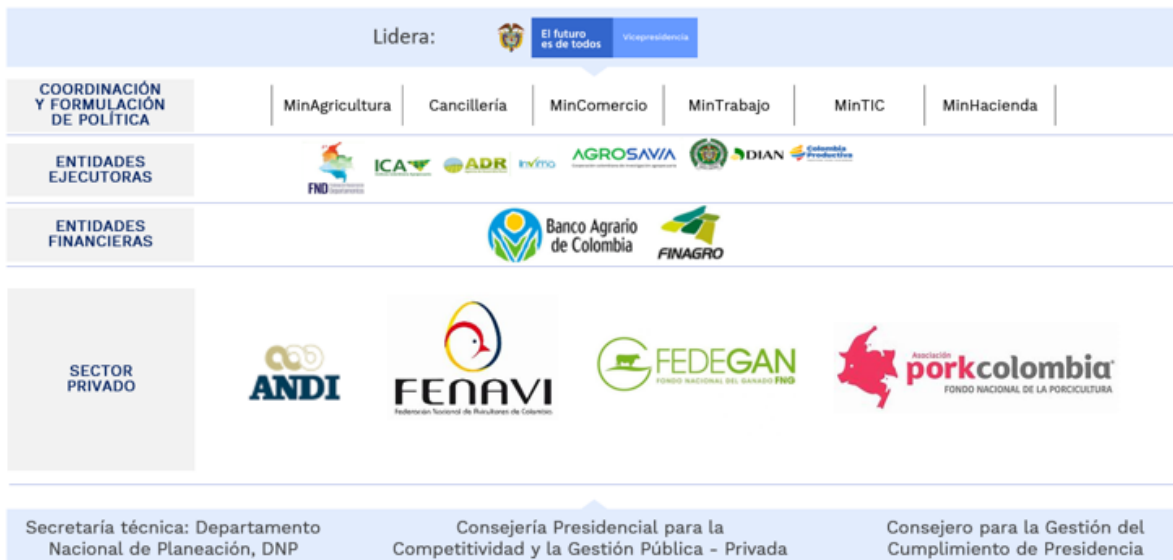 Lidera:
El futuro
es de todos
Vicepresidencia
COORDINACIÓN
Y FORMULACIÓN
DE POLÍTICA
MinAgricultura
Cancillería
MinComercio
MinTrabajo
MinTIC
MinHacienda
ENTIDADES
EJECUTORAS
FND
ICA
ADR
Invima
AGROSAVIA
DIAN
Colombia
Productiva
ENTIDADES
FINANCIERAS
Banco Agrario
de Colombia
FINAGRO
SECTOR
PRIVADO
ANDI
FENAVI
Federación Nacional de Avicultores de Colombia
FEDEGAN
FONDO NACIONAL DEL GANADO FNG
Asociación
porkcolombia
FONDO NACIONAL DE LA PORCICULTURA
Secretaría técnica: Departamento
Nacional de Planeación, DNP
Consejería Presidencial para la
Competitividad y la Gestión Pública - Privada
Consejero para la Gestión del
Cumplimiento de Presidencia